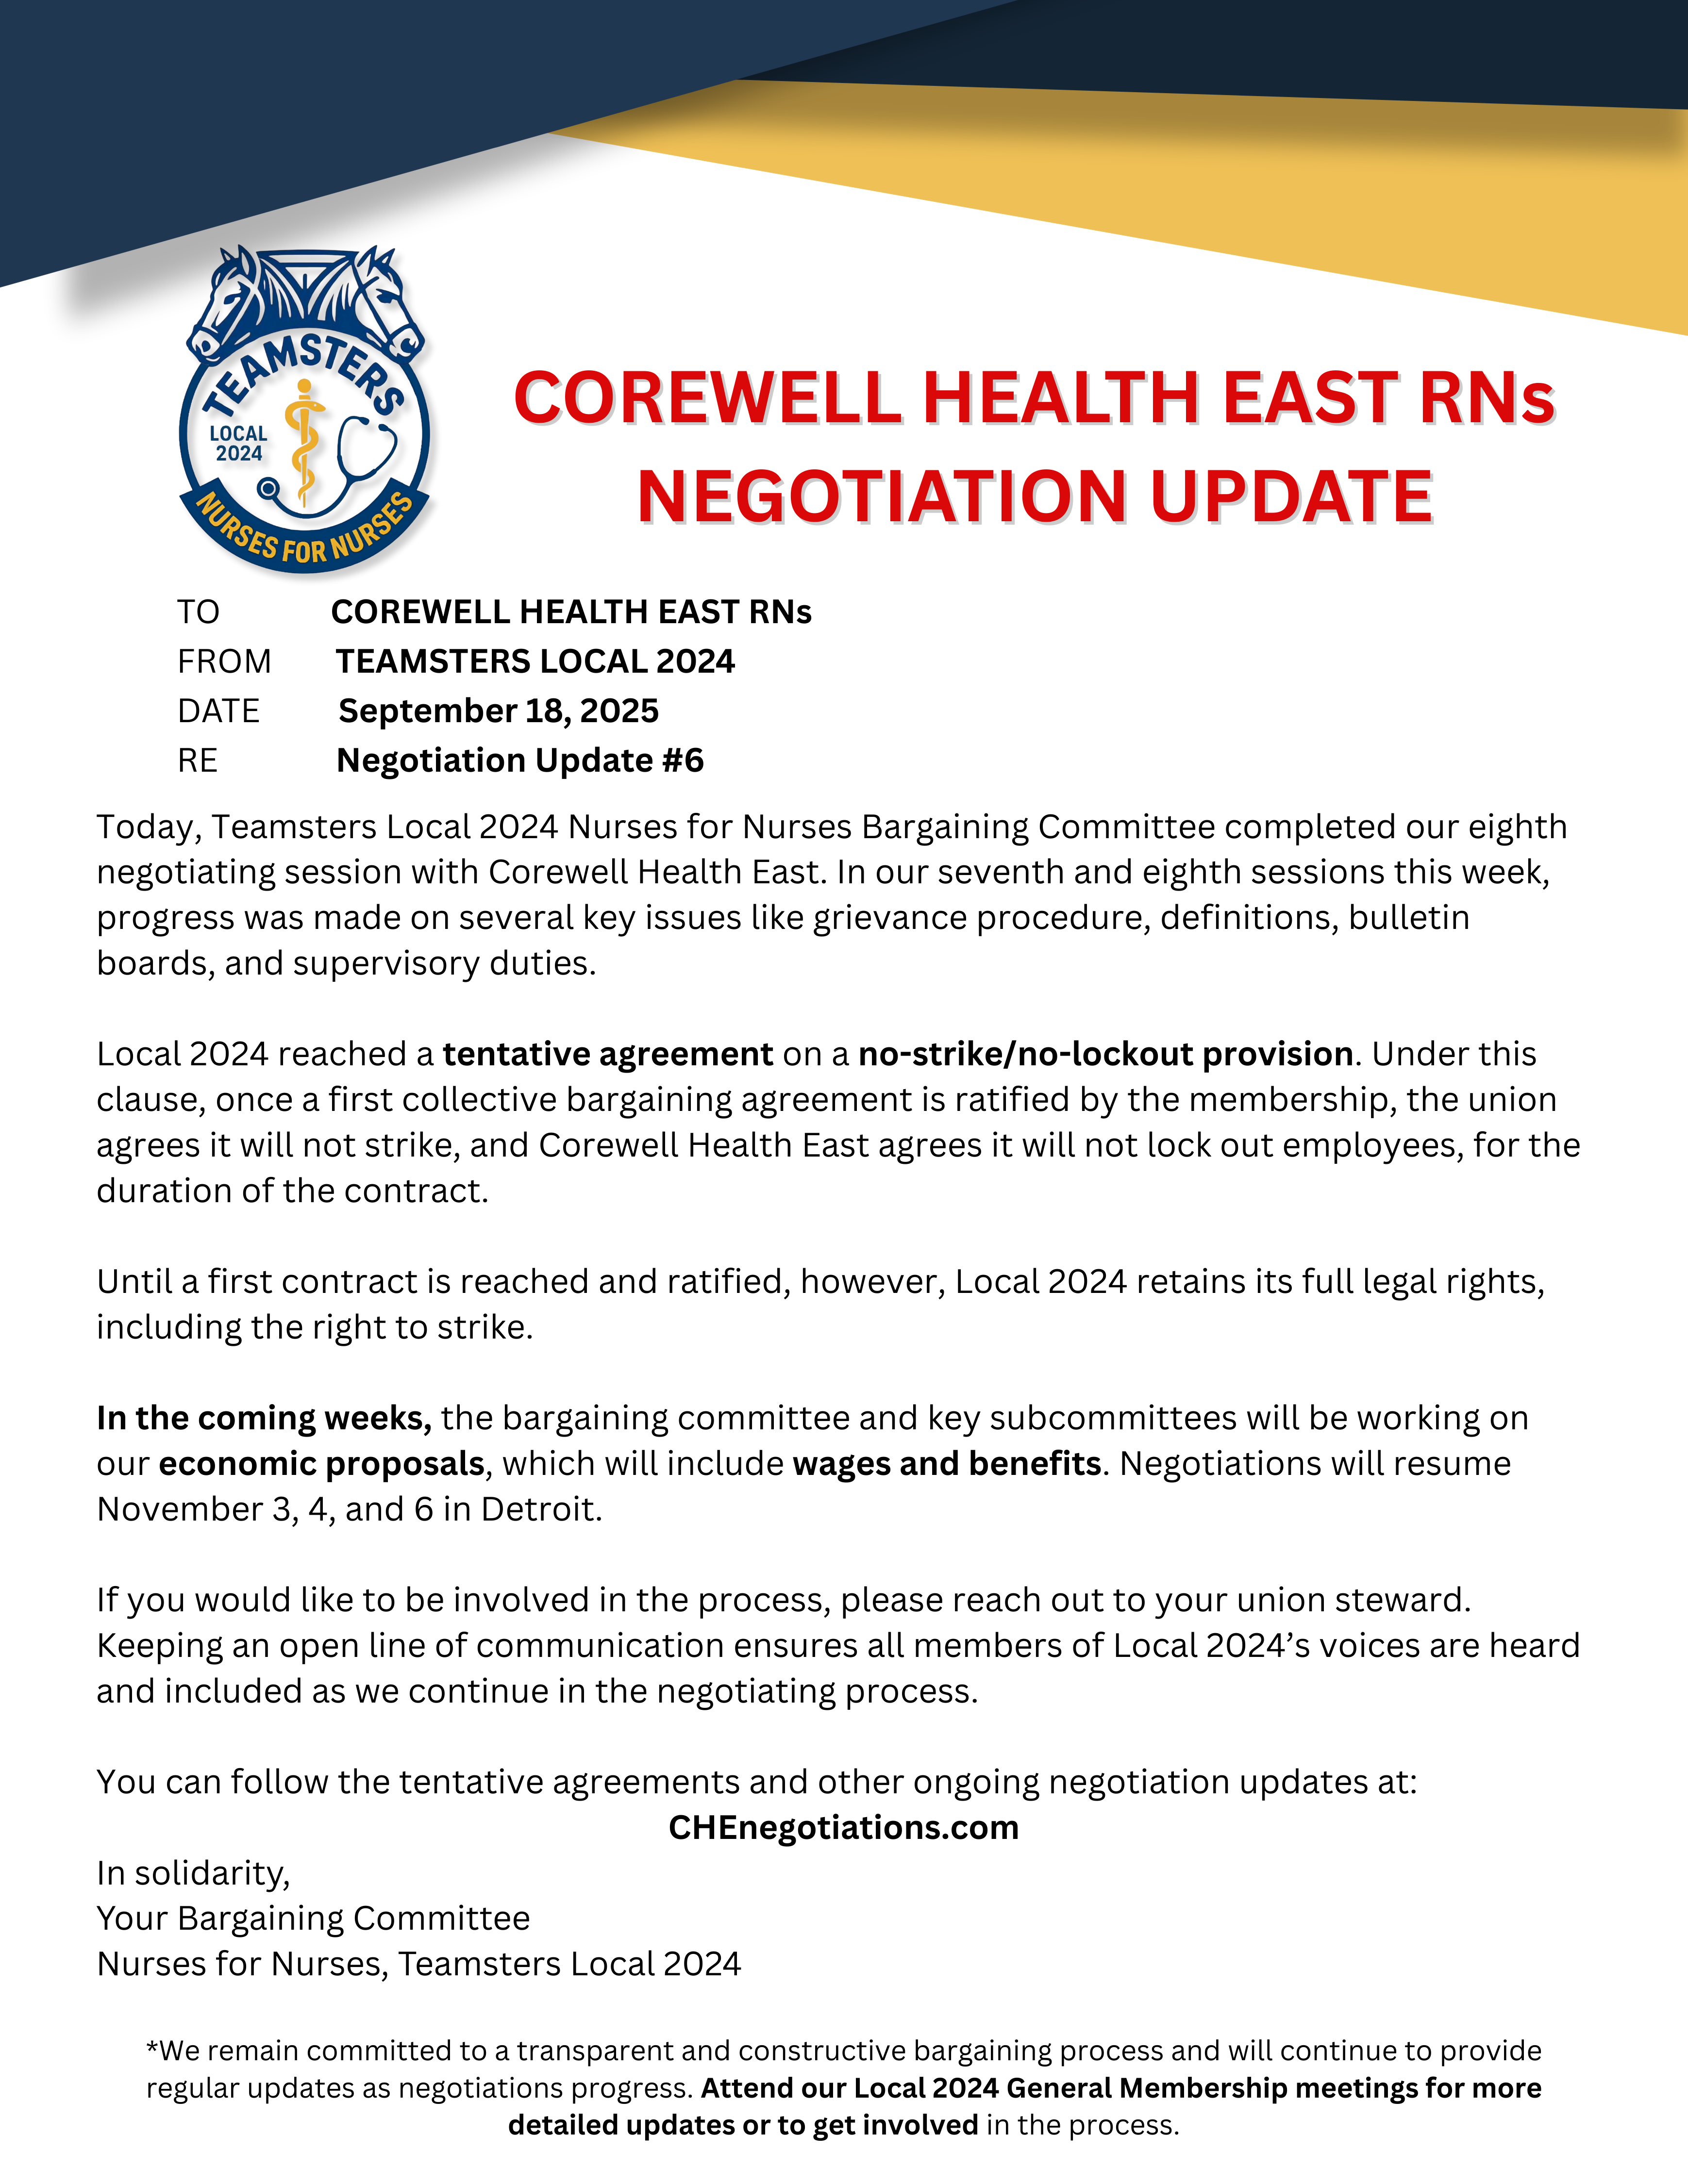 TEAMSTERS
LOCAL
2024
NURSES FOR NURSES
COREWELL HEALTH EAST RNs
NEGOTIATION UPDATE
TO COREWELL HEALTH EAST RNs
FROM TEAMSTERS LOCAL 2024
DATE September 18, 2025
RE Negotiation Update #6
Today, Teamsters Local 2024 Nurses for Nurses Bargaining Committee completed our eighth
negotiating session with Corewell Health East. In our seventh and eighth sessions this week,
progress was made on several key issues like grievance procedure, definitions, bulletin
boards, and supervisory duties.
Local 2024 reached a tentative agreement on a no-strike/no-lockout provision. Under this
clause, once a first collective bargaining agreement is ratified by the membership, the union
agrees it will not strike, and Corewell Health East agrees it will not lock out employees, for the
duration of the contract.
Until a first contract is reached and ratified, however, Local 2024 retains its full legal rights,
including the right to strike.
In the coming weeks, the bargaining committee and key subcommittees will be working on
our economic proposals, which will include wages and benefits. Negotiations will resume
November 3, 4, and 6 in Detroit.
If you would like to be involved in the process, please reach out to your union steward.
Keeping an open line of communication ensures all members of Local 2024’s voices are heard
and included as we continue in the negotiating process.
You can follow the tentative agreements and other ongoing negotiation updates at:
CHEnegotiations.com
In solidarity,
Your Bargaining Committee
Nurses for Nurses, Teamsters Local 2024
*We remain committed to a transparent and constructive bargaining process and will continue to provide
regular updates as negotiations progress. Attend our Local 2024 General Membership meetings for more
detailed updates or to get involved in the process.